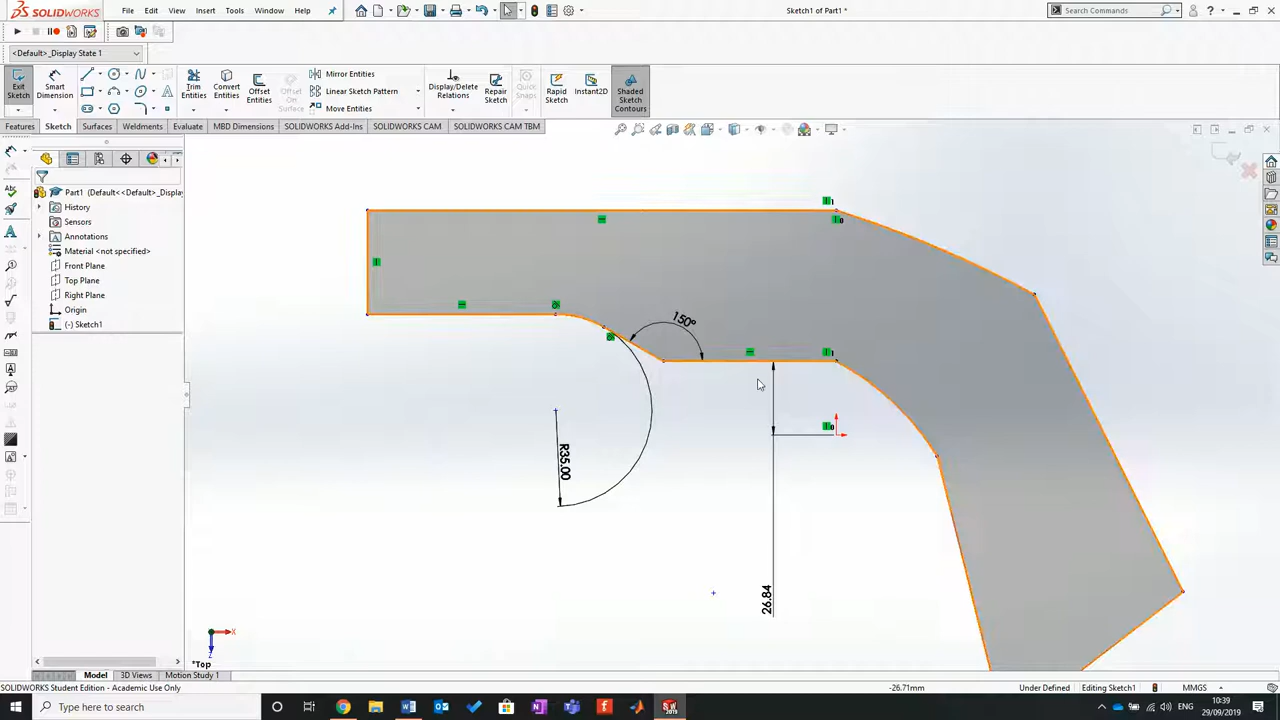 SOLIDWORKS
File Edit View Insert Tools Window
Sketch1 of Part1 *
Search Commands
<Default>_Display State 1
Exit Sketch
Smart Dimension
Trim Entities
Convert Entities
Offset Entities
Offset On Surface
Mirror Entities
Linear Sketch Pattern
Move Entities
Display/Delete Relations
Repair Sketch
Quick Snaps
Rapid Sketch
Instant2D
Shaded Sketch Contours
Features Sketch Surfaces Weldments Evaluate MBD Dimensions SOLIDWORKS Add-Ins SOLIDWORKS CAM SOLIDWORKS CAM TBM
Part1 (Default<<Default>_Display
History
Sensors
Annotations
Material <not specified>
Front Plane
Top Plane
Right Plane
Origin
(-) Sketch1
150°
R35.00
26.84
X
Z
*Top
Model 3D Views Motion Study 1
SOLIDWORKS Student Edition - Academic Use Only
-26.71mm Under Defined Editing Sketch1 MMGS
Type here to search
ENG
10:39
29/09/2019